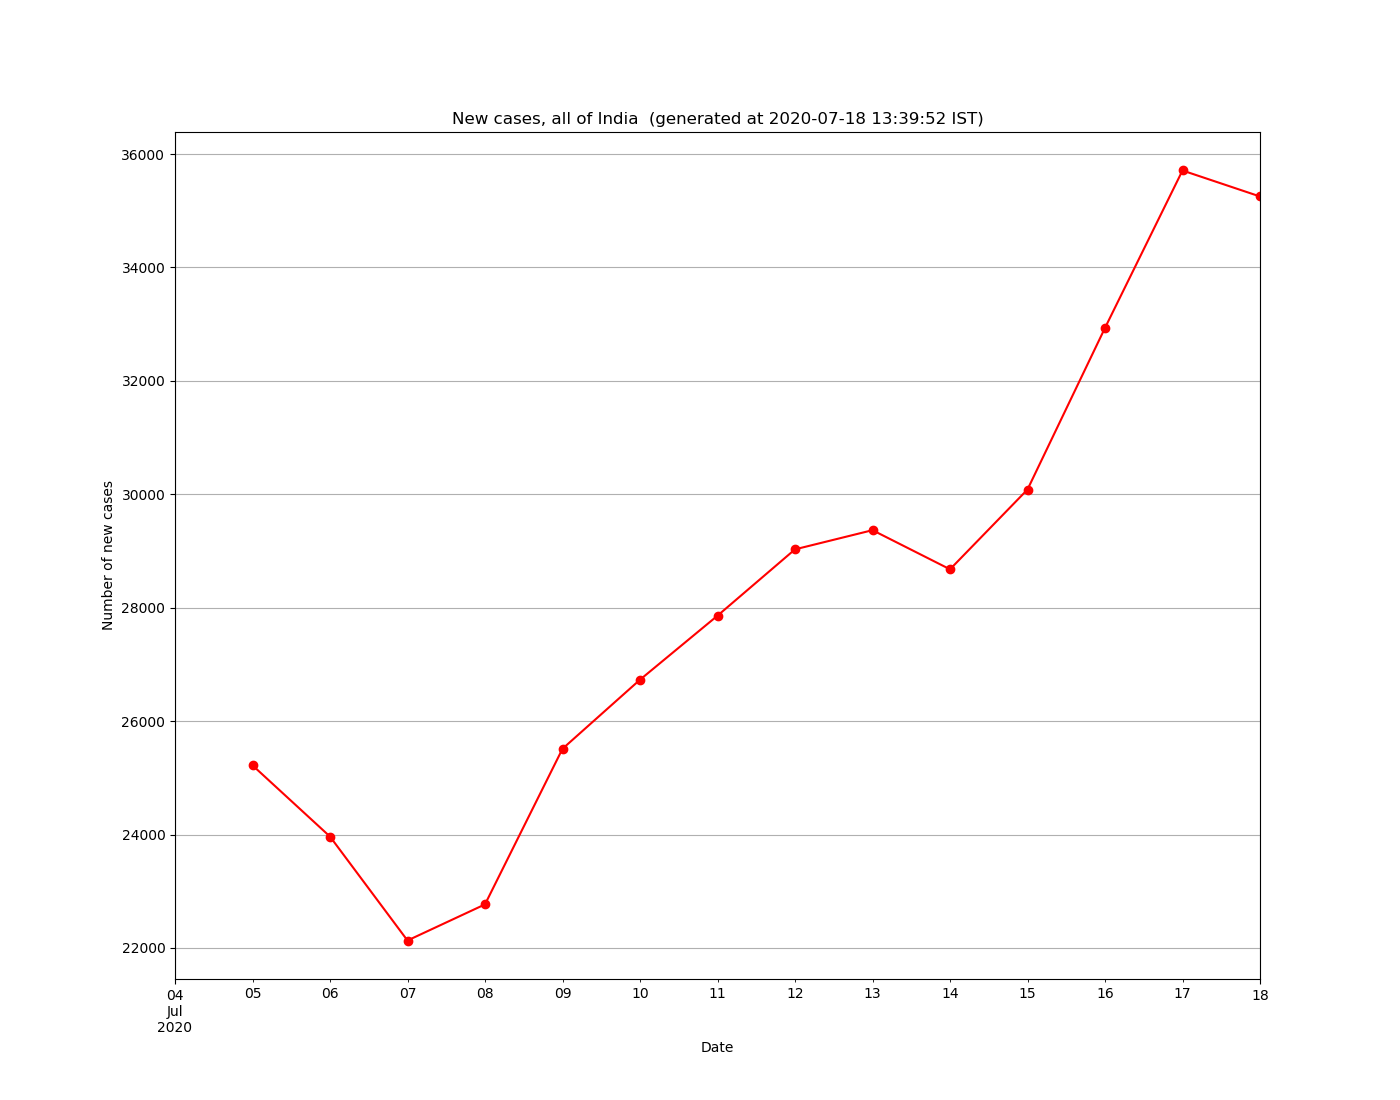 New cases, all of India  (generated at 2020-07-18 13:39:52 IST)
36000
34000
32000
30000
28000
26000
24000
22000
Number of new cases
04 05 06 07 08 09 10 11 12 13 14 15 16 17 18
Jul
2020
Date